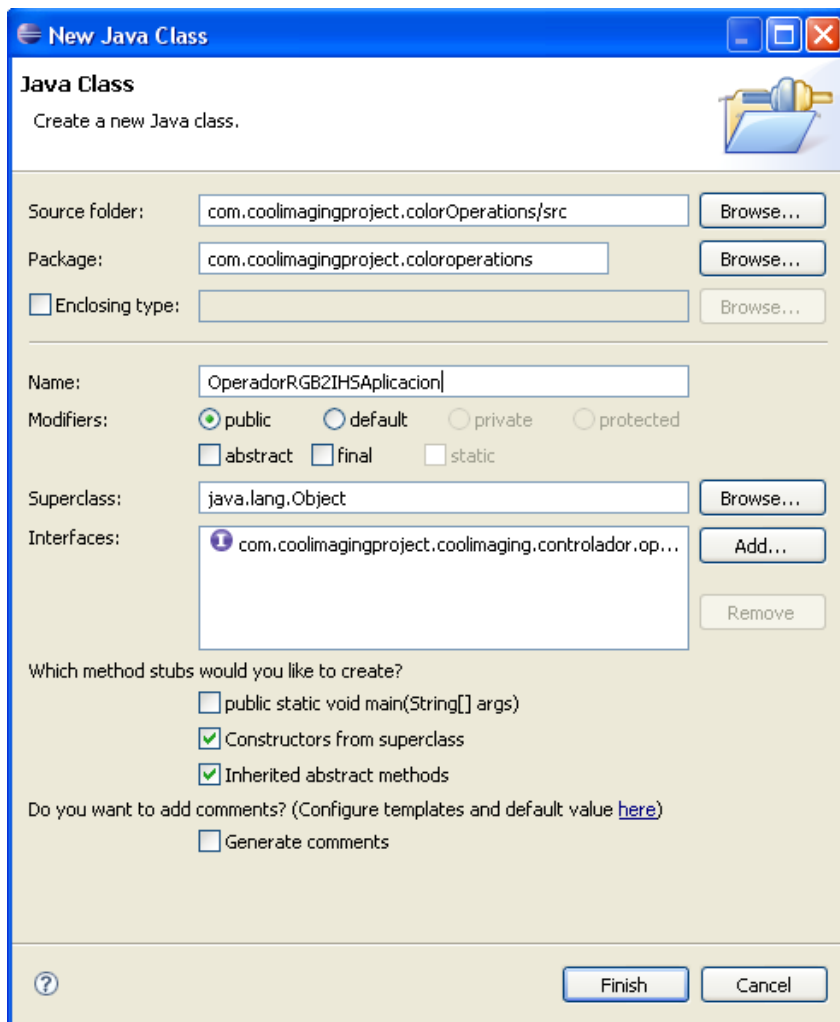 New Java Class
Java Class
Create a new Java class.
Source folder: com.coolimagingproject.colorOperations/src Browse...
Package: com.coolimagingproject.coloroperations Browse...
Enclosing type: Browse...
Name: OperadorRGB2IHSAplicacion
Modifiers: public default private protected
abstract final static
Superclass: java.lang.Object Browse...
Interfaces: I com.coolimagingproject.coolimaging.controlador.op... Add...
Remove
Which method stubs would you like to create?
public static void main(String[] args)
Constructors from superclass
Inherited abstract methods
Do you want to add comments? (Configure templates and default value here)
Generate comments
? Finish Cancel